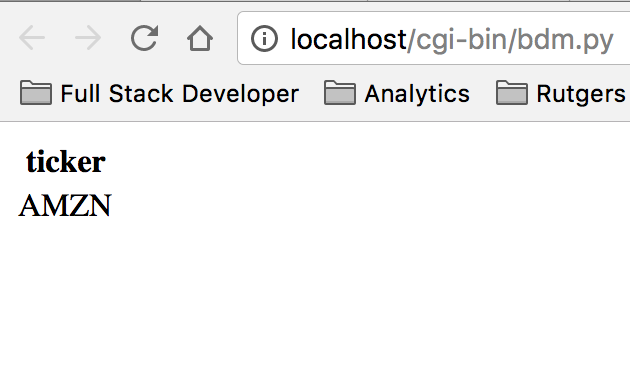 localhost/cgi-bin/bdm.py
Full Stack Developer Analytics Rutgers
ticker
AMZN